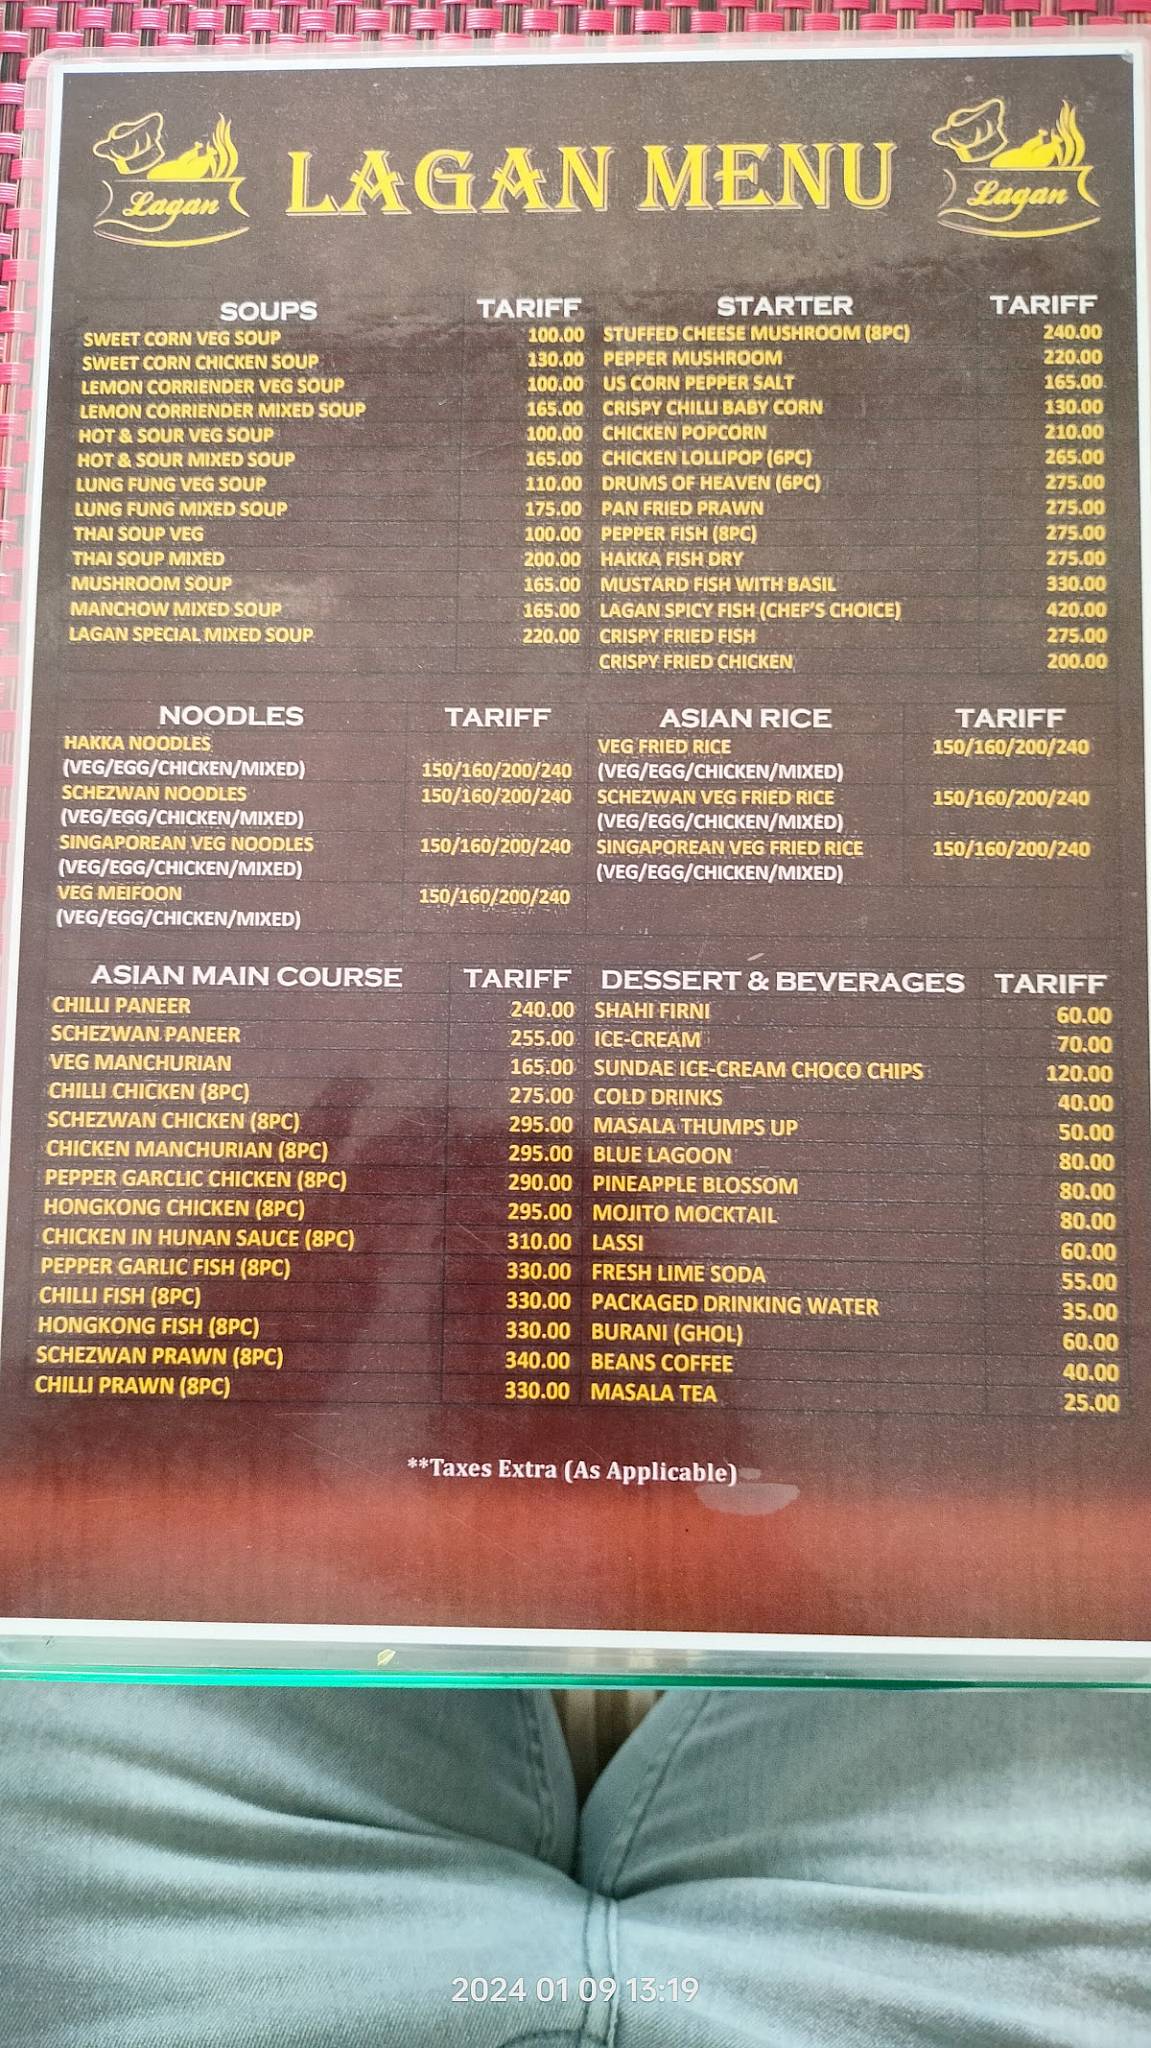 Lagan
LAGAN MENU
Lagan
SOUPS TARIFF
SWEET CORN VEG SOUP 100.00
SWEET CORN CHICKEN SOUP 130.00
LEMON CORRIENDER VEG SOUP 100.00
LEMON CORRIENDER MIXED SOUP 165.00
HOT & SOUR VEG SOUP 100.00
HOT & SOUR MIXED SOUP 165.00
LUNG FUNG VEG SOUP 110.00
LUNG FUNG MIXED SOUP 175.00
THAI SOUP VEG 100.00
THAI SOUP MIXED 200.00
MUSHROOM SOUP 165.00
MANCHOW MIXED SOUP 165.00
LAGAN SPECIAL MIXED SOUP 220.00
STARTER TARIFF
STUFFED CHEESE MUSHROOM (8PC) 240.00
PEPPER MUSHROOM 220.00
US CORN PEPPER SALT 165.00
CRISPY CHILLI BABY CORN 130.00
CHICKEN POPCORN 210.00
CHICKEN LOLLIPOP (6PC) 265.00
DRUMS OF HEAVEN (6PC) 275.00
PAN FRIED PRAWN 275.00
PEPPER FISH (8PC) 275.00
HAKKA FISH DRY 275.00
MUSTARD FISH WITH BASIL 330.00
LAGAN SPICY FISH (CHEF'S CHOICE) 420.00
CRISPY FRIED FISH 275.00
CRISPY FRIED CHICKEN 200.00
NOODLES TARIFF
HAKKA NOODLES
(VEG/EGG/CHICKEN/MIXED) 150/160/200/240
SCHEZWAN NOODLES 150/160/200/240
(VEG/EGG/CHICKEN/MIXED)
SINGAPOREAN VEG NOODLES 150/160/200/240
(VEG/EGG/CHICKEN/MIXED)
VEG MEIFOON 150/160/200/240
(VEG/EGG/CHICKEN/MIXED)
ASIAN RICE TARIFF
VEG FRIED RICE 150/160/200/240
(VEG/EGG/CHICKEN/MIXED)
SCHEZWAN VEG FRIED RICE 150/160/200/240
(VEG/EGG/CHICKEN/MIXED)
SINGAPOREAN VEG FRIED RICE 150/160/200/240
(VEG/EGG/CHICKEN/MIXED)
ASIAN MAIN COURSE TARIFF
CHILLI PANEER 240.00
SCHEZWAN PANEER 255.00
VEG MANCHURIAN 165.00
CHILLI CHICKEN (8PC) 275.00
SCHEZWAN CHICKEN (8PC) 295.00
CHICKEN MANCHURIAN (8PC) 295.00
PEPPER GARCLIC CHICKEN (8PC) 290.00
HONGKONG CHICKEN (8PC) 295.00
CHICKEN IN HUNAN SAUCE (8PC) 310.00
PEPPER GARLIC FISH (8PC) 330.00
CHILLI FISH (8PC) 330.00
HONGKONG FISH (8PC) 330.00
SCHEZWAN PRAWN (8PC) 340.00
CHILLI PRAWN (8PC) 330.00
DESSERT & BEVERAGES TARIFF
SHAHI FIRNI 60.00
ICE-CREAM 70.00
SUNDAE ICE-CREAM CHOCO CHIPS 120.00
COLD DRINKS 40.00
MASALA THUMPS UP 50.00
BLUE LAGOON 80.00
PINEAPPLE BLOSSOM 80.00
MOJITO MOCKTAIL 80.00
LASSI 60.00
FRESH LIME SODA 55.00
PACKAGED DRINKING WATER 35.00
BURANI (GHOL) 60.00
BEANS COFFEE 40.00
MASALA TEA 25.00
**Taxes Extra (As Applicable)
2024 01 09 13:19